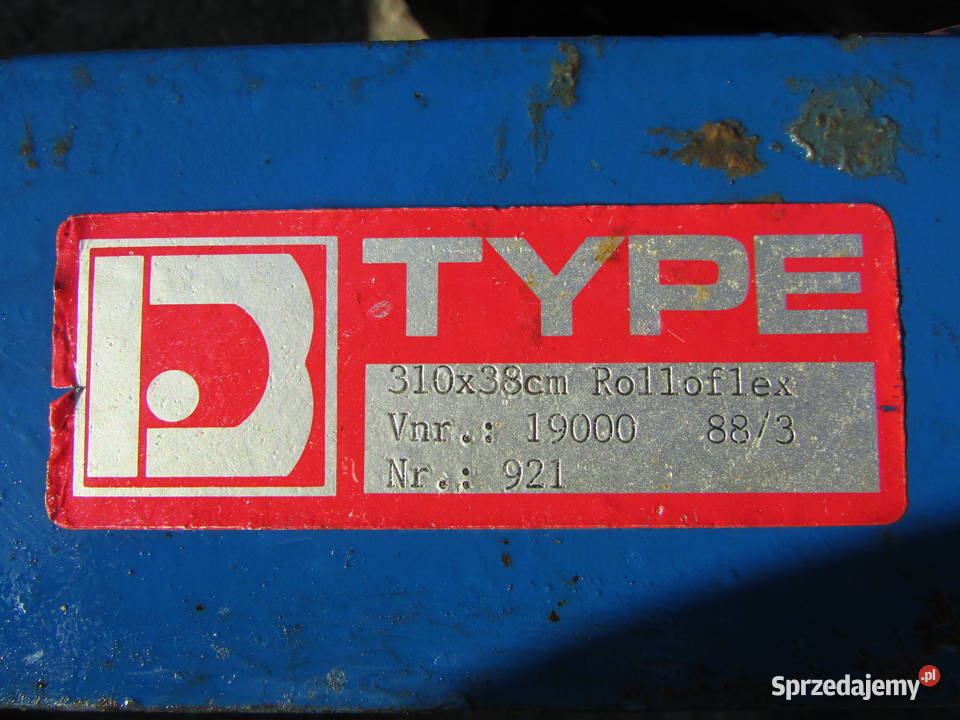 TYPE
310x38cm Rolloflex
Vnr.: 19000 88/3
Nr.: 921
Sprzedajemy.pl